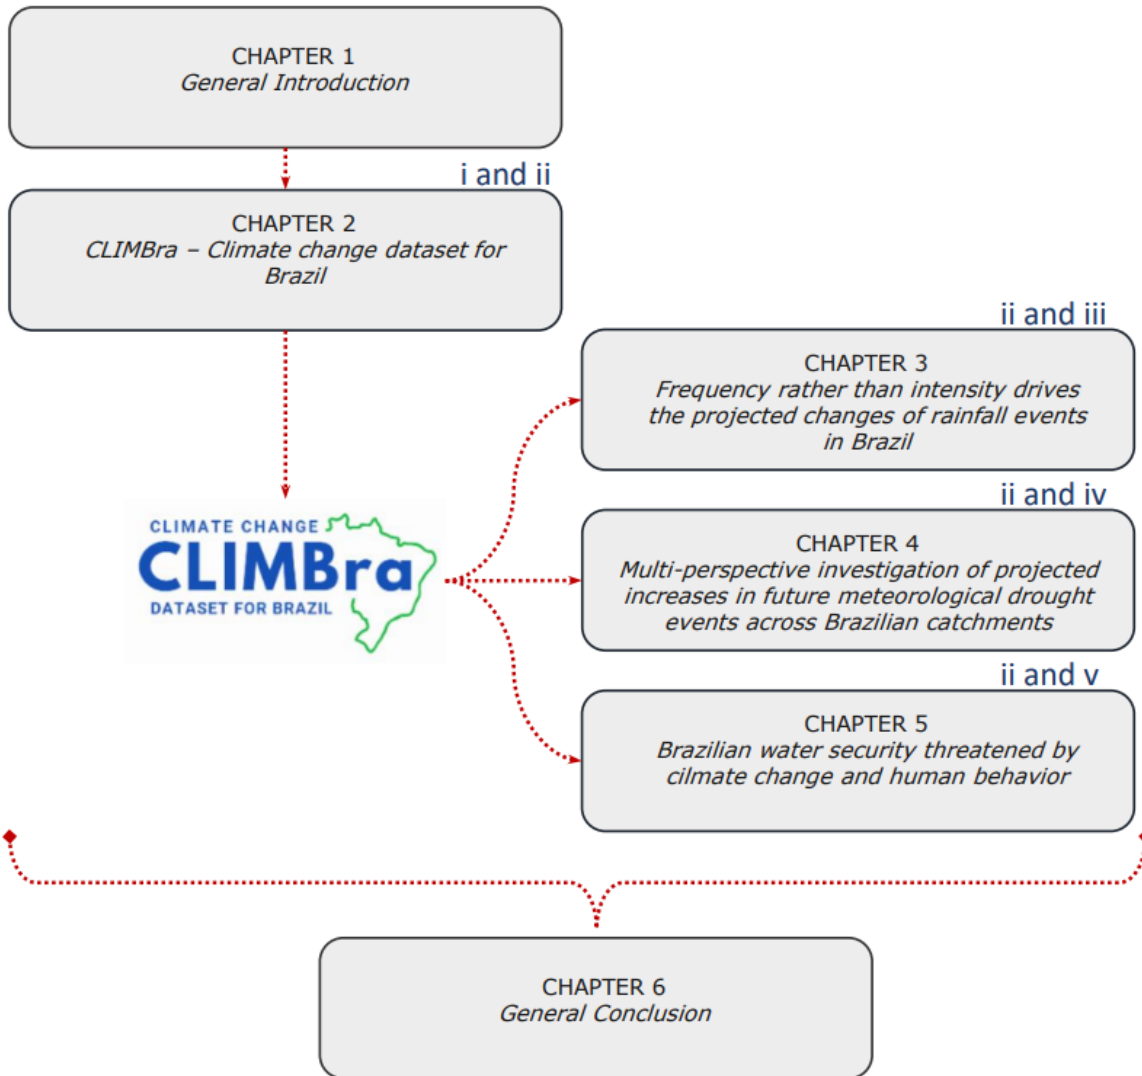 CHAPTER 1
General Introduction
i and ii
CHAPTER 2
CLIMBra – Climate change dataset for
Brazil
ii and iii
CHAPTER 3
Frequency rather than intensity drives
the projected changes of rainfall events
in Brazil
CLIMATE CHANGE
CLIMBra
DATASET FOR BRAZIL
ii and iv
CHAPTER 4
Multi-perspective investigation of projected
increases in future meteorological drought
events across Brazilian catchments
ii and v
CHAPTER 5
Brazilian water security threatened by
cilmate change and human behavior
CHAPTER 6
General Conclusion